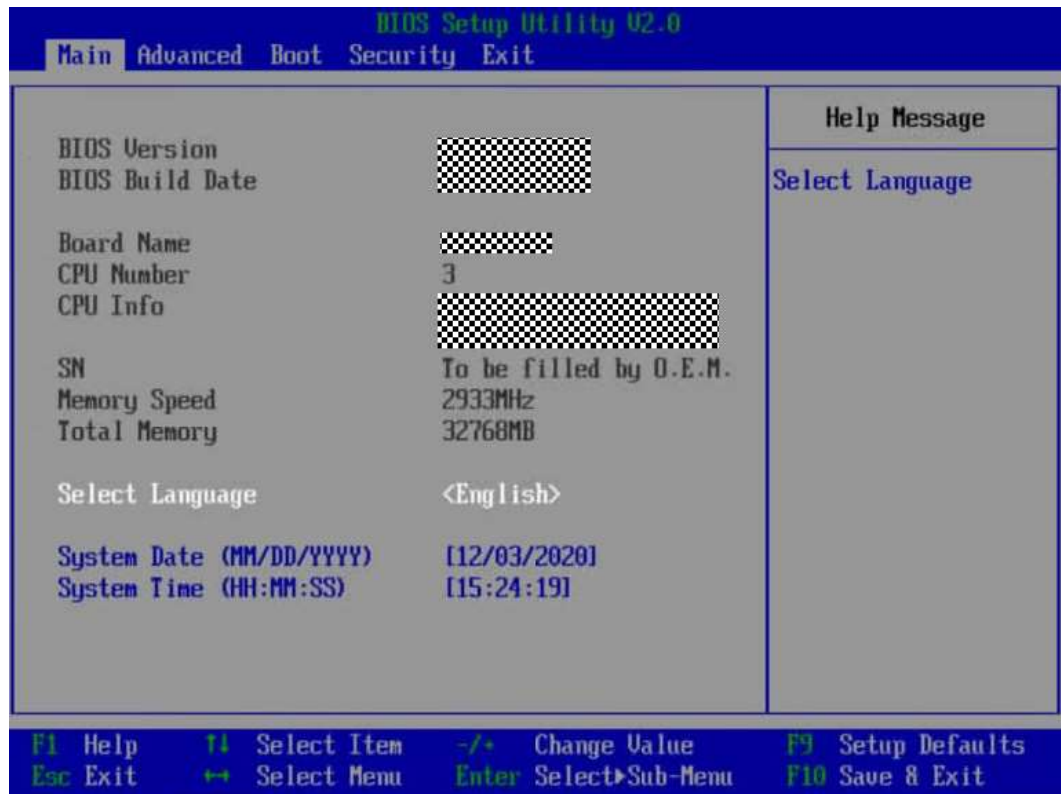 BIOS Setup Utility V2.0
Main Advanced Boot Security Exit
BIOS Version
BIOS Build Date
Board Name
CPU Number 3
CPU Info
SN To be filled by O.E.M.
Memory Speed 2933MHz
Total Memory 32768MB
Select Language <English>
System Date (MM/DD/YYYY) [12/03/2020]
System Time (HH:MM:SS) [15:24:19]
Help Message
Select Language
F1 Help ↑↓ Select Item -/+ Change Value F9 Setup Defaults
Esc Exit ↔ Select Menu Enter Select▶Sub-Menu F10 Save & Exit